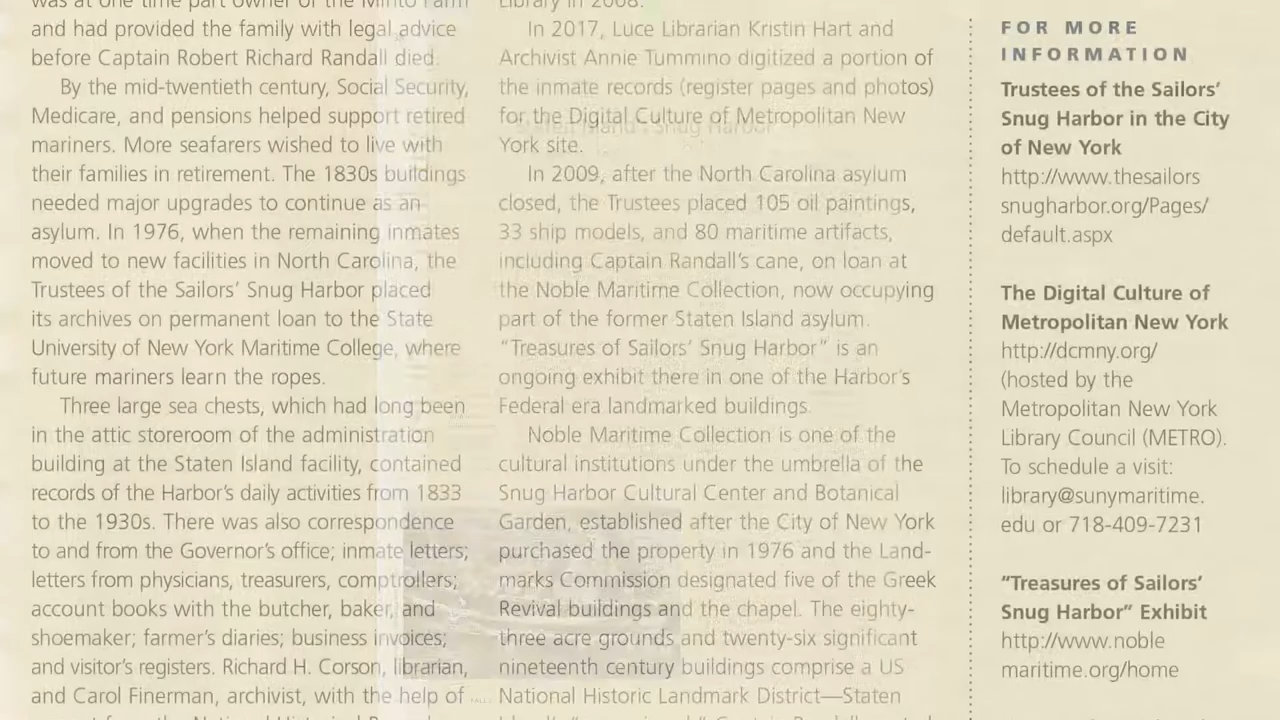 was at one time part owner of the Minto Farm
and had provided the family with legal advice
before Captain Robert Richard Randall died.
By the mid-twentieth century, Social Security,
Medicare, and pensions helped support retired
mariners. More seafarers wished to live with
their families in retirement. The 1830s buildings
needed major upgrades to continue as an
asylum. In 1976, when the remaining inmates
moved to new facilities in North Carolina, the
Trustees of the Sailors’ Snug Harbor placed
its archives on permanent loan to the State
University of New York Maritime College, where
future mariners learn the ropes.
Three large sea chests, which had long been
in the attic storeroom of the administration
building at the Staten Island facility, contained
records of the Harbor’s daily activities from 1833
to the 1930s. There was also correspondence
to and from the Governor’s office; inmate letters;
letters from physicians, treasurers, comptrollers;
account books with the butcher, baker, and
shoemaker; farmer’s diaries; business invoices;
and visitor’s registers. Richard H. Corson, librarian,
and Carol Finerman, archivist, with the help of
Library in 2008.
In 2017, Luce Librarian Kristin Hart and
Archivist Annie Tummino digitized a portion of
the inmate records (register pages and photos)
for the Digital Culture of Metropolitan New
York site.
In 2009, after the North Carolina asylum
closed, the Trustees placed 105 oil paintings,
33 ship models, and 80 maritime artifacts,
including Captain Randall’s cane, on loan at
the Noble Maritime Collection, now occupying
part of the former Staten Island asylum.
“Treasures of Sailors’ Snug Harbor” is an
ongoing exhibit there in one of the Harbor’s
Federal era landmarked buildings.
Noble Maritime Collection is one of the
cultural institutions under the umbrella of the
Snug Harbor Cultural Center and Botanical
Garden, established after the City of New York
purchased the property in 1976 and the Land-
marks Commission designated five of the Greek
Revival buildings and the chapel. The eighty-
three acre grounds and twenty-six significant
nineteenth century buildings comprise a US
National Historic Landmark District—Staten
FOR MORE
INFORMATION
Trustees of the Sailors’
Snug Harbor in the City
of New York
http://www.thesailors
snugharbor.org/Pages/
default.aspx
The Digital Culture of
Metropolitan New York
http://dcmny.org/
(hosted by the
Metropolitan New York
Library Council (METRO).
To schedule a visit:
library@sunymaritime.
edu or 718-409-7231
“Treasures of Sailors’
Snug Harbor” Exhibit
http://www.noble
maritime.org/home